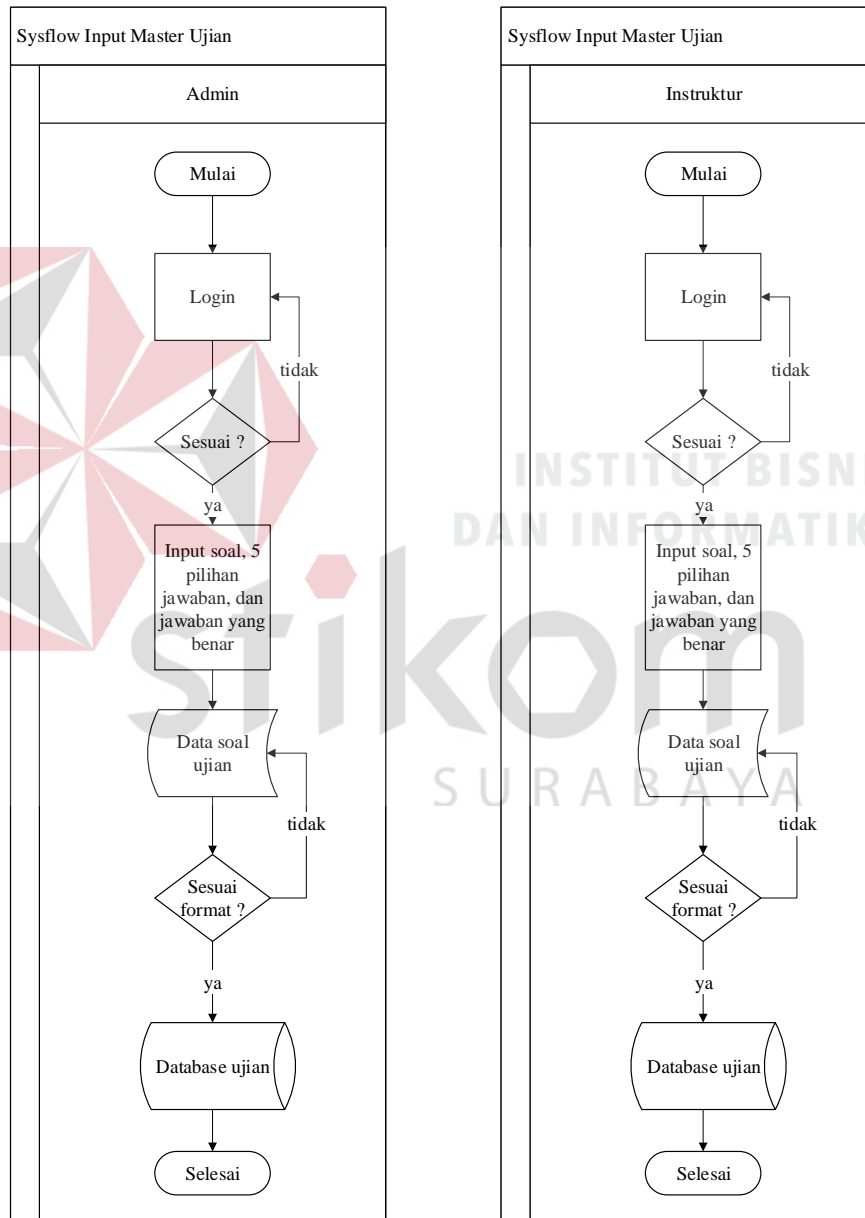 Sysflow Input Master Ujian
Admin
Mulai
Login
tidak
Sesuai ?
ya
Input soal, 5
pilihan
jawaban, dan
jawaban yang
benar
Data soal
ujian
tidak
Sesuai
format ?
ya
Database ujian
Selesai
Sysflow Input Master Ujian
Instruktur
Mulai
Login
tidak
Sesuai ?
ya
Input soal, 5
pilihan
jawaban, dan
jawaban yang
benar
Data soal
ujian
tidak
Sesuai
format ?
ya
Database ujian
Selesai
INSTITUT BISNI
DAN INFORMATIK
stikom
SURABAYA